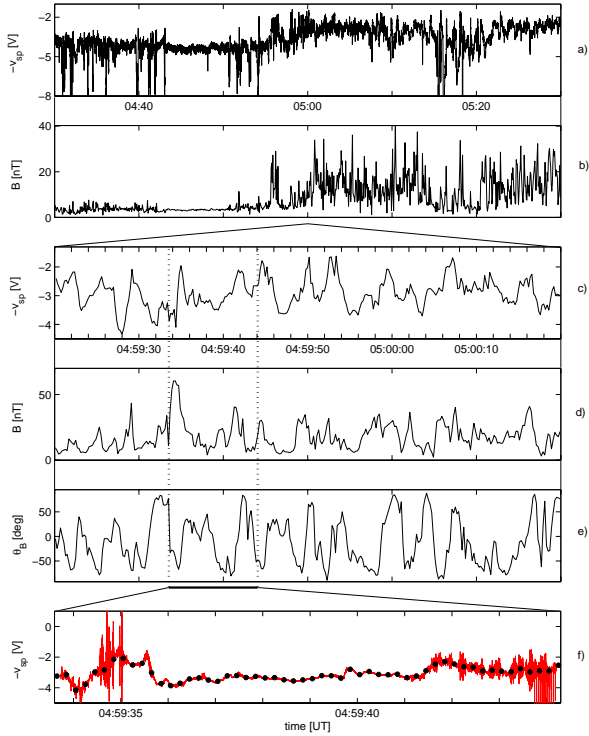 −2
−4
−6
−8
−v_sp [V]
a)
04:40 05:00 05:20
40
20
0
B [nT]
b)
−2
−3
−4
−v_sp [V]
c)
04:59:30 04:59:40 04:59:50 05:00:00 05:00:10
50
0
B [nT]
d)
50
0
−50
θ_B [deg]
e)
0
−2
−4
−v_sp [V]
f)
04:59:35 04:59:40
time [UT]